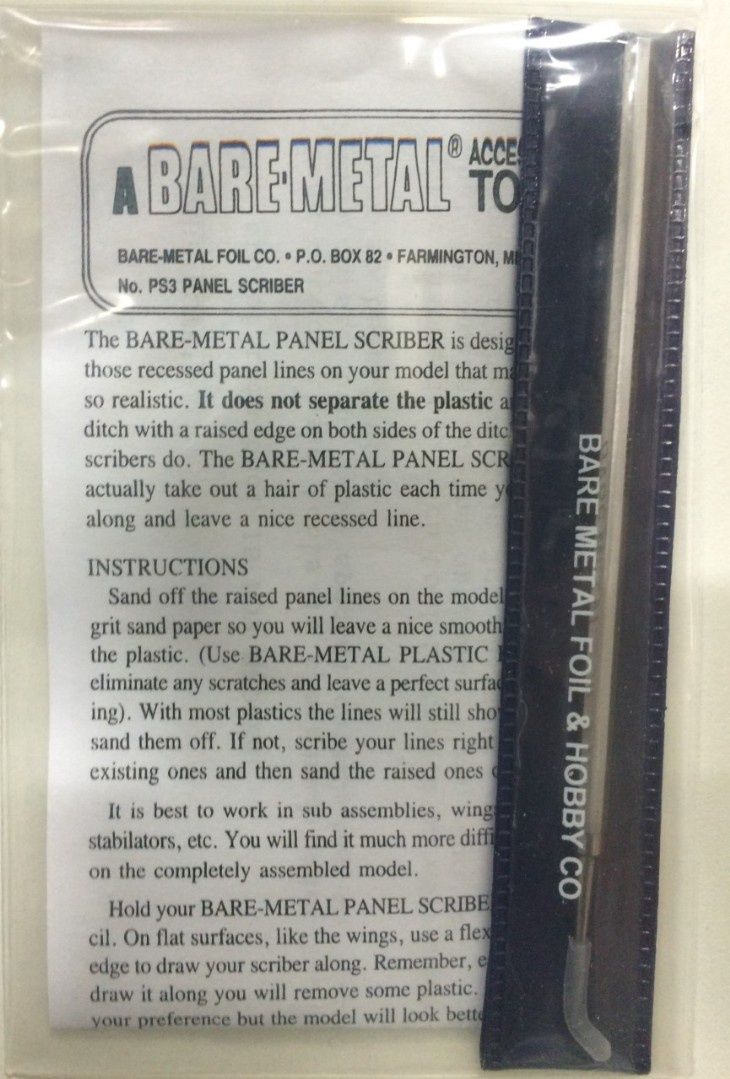 A BARE-METAL® ACCES
TO
BARE-METAL FOIL CO. • P.O. BOX 82 • FARMINGTON, MI
No. PS3 PANEL SCRIBER
The BARE-METAL PANEL SCRIBER is desig
those recessed panel lines on your model that ma
so realistic. It does not separate the plastic a
ditch with a raised edge on both sides of the ditc
scribers do. The BARE-METAL PANEL SCR
actually take out a hair of plastic each time y
along and leave a nice recessed line.
INSTRUCTIONS
Sand off the raised panel lines on the model
grit sand paper so you will leave a nice smooth
the plastic. (Use BARE-METAL PLASTIC
eliminate any scratches and leave a perfect surfac
ing). With most plastics the lines will still sho
sand them off. If not, scribe your lines right
existing ones and then sand the raised ones
It is best to work in sub assemblies, wing
stabilators, etc. You will find it much more diffi
on the completely assembled model.
Hold your BARE-METAL PANEL SCRIBE
cil. On flat surfaces, like the wings, use a flex
edge to draw your scriber along. Remember, e
draw it along you will remove some plastic.
your preference but the model will look bette
BARE METAL FOIL & HOBBY CO.